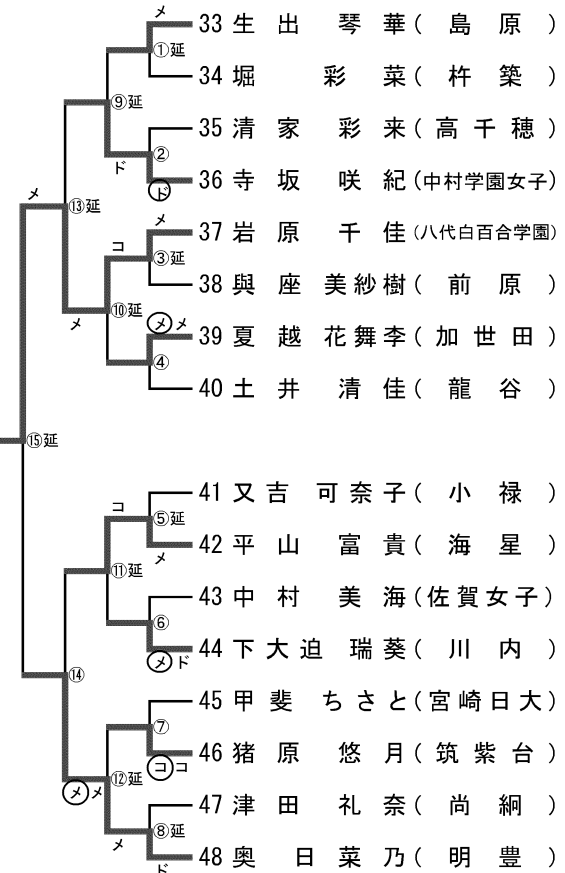 メ
33 生出 琴華(島原)
①延
34 堀 彩菜(杵築)
⑨延
35 清家 彩来(高千穂)
②
ド
36 寺坂 咲紀(中村学園女子)
ド
メ
⑬延
メ
37 岩原 千佳(八代白百合学園)
コ
③延
38 與座 美紗樹(前原)
⑩延
メ
メメ
39 夏越 花舞李(加世田)
④
40 土井 清佳(龍谷)
⑮延
41 又吉 可奈子(小禄)
コ
⑤延
42 平山 富貴(海星)
メ
⑪延
43 中村 美海(佐賀女子)
⑥
44 下大迫 瑞葵(川内)
メド
⑭
45 甲斐 ちさと(宮崎日大)
⑦
46 猪原 悠月(筑紫台)
ココ
⑫延
メメ
47 津田 礼奈(尚絅)
⑧延
メ
48 奥 日菜乃(明豊)
ド